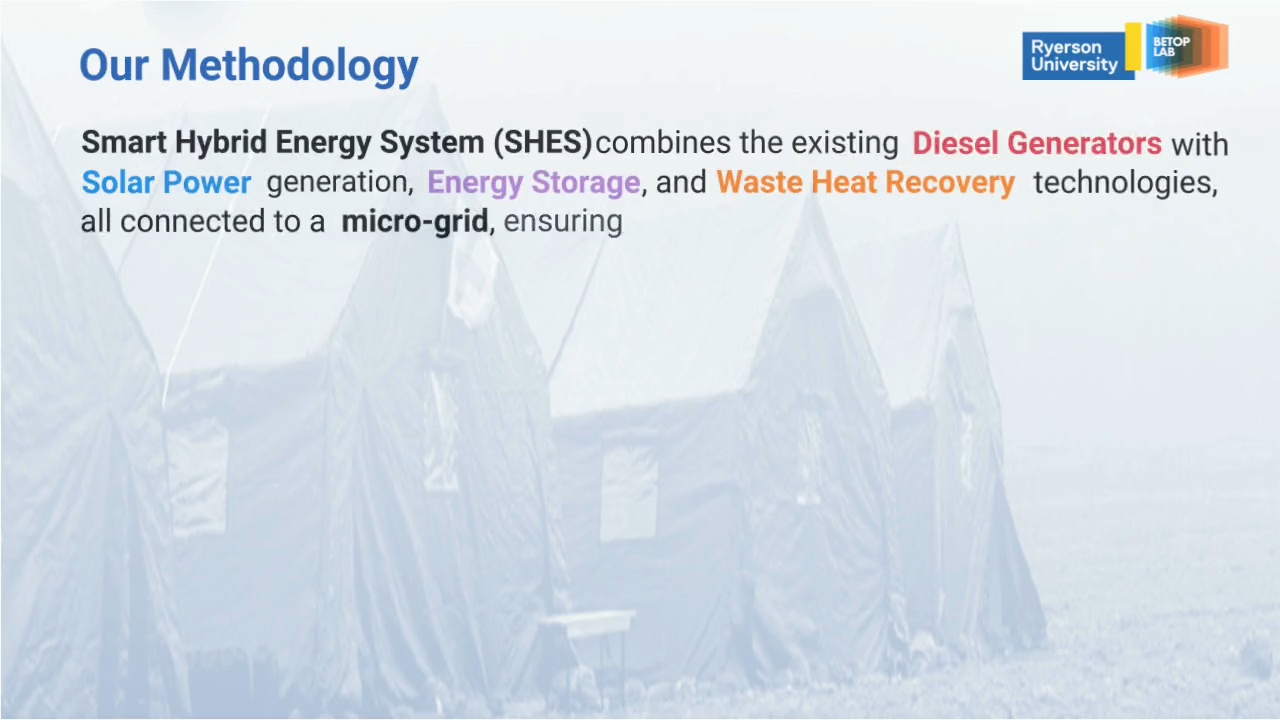 Our Methodology
Ryerson
University
BETOP
LAB
Smart Hybrid Energy System (SHES) combines the existing Diesel Generators with
Solar Power generation, Energy Storage, and Waste Heat Recovery technologies,
all connected to a micro-grid, ensuring